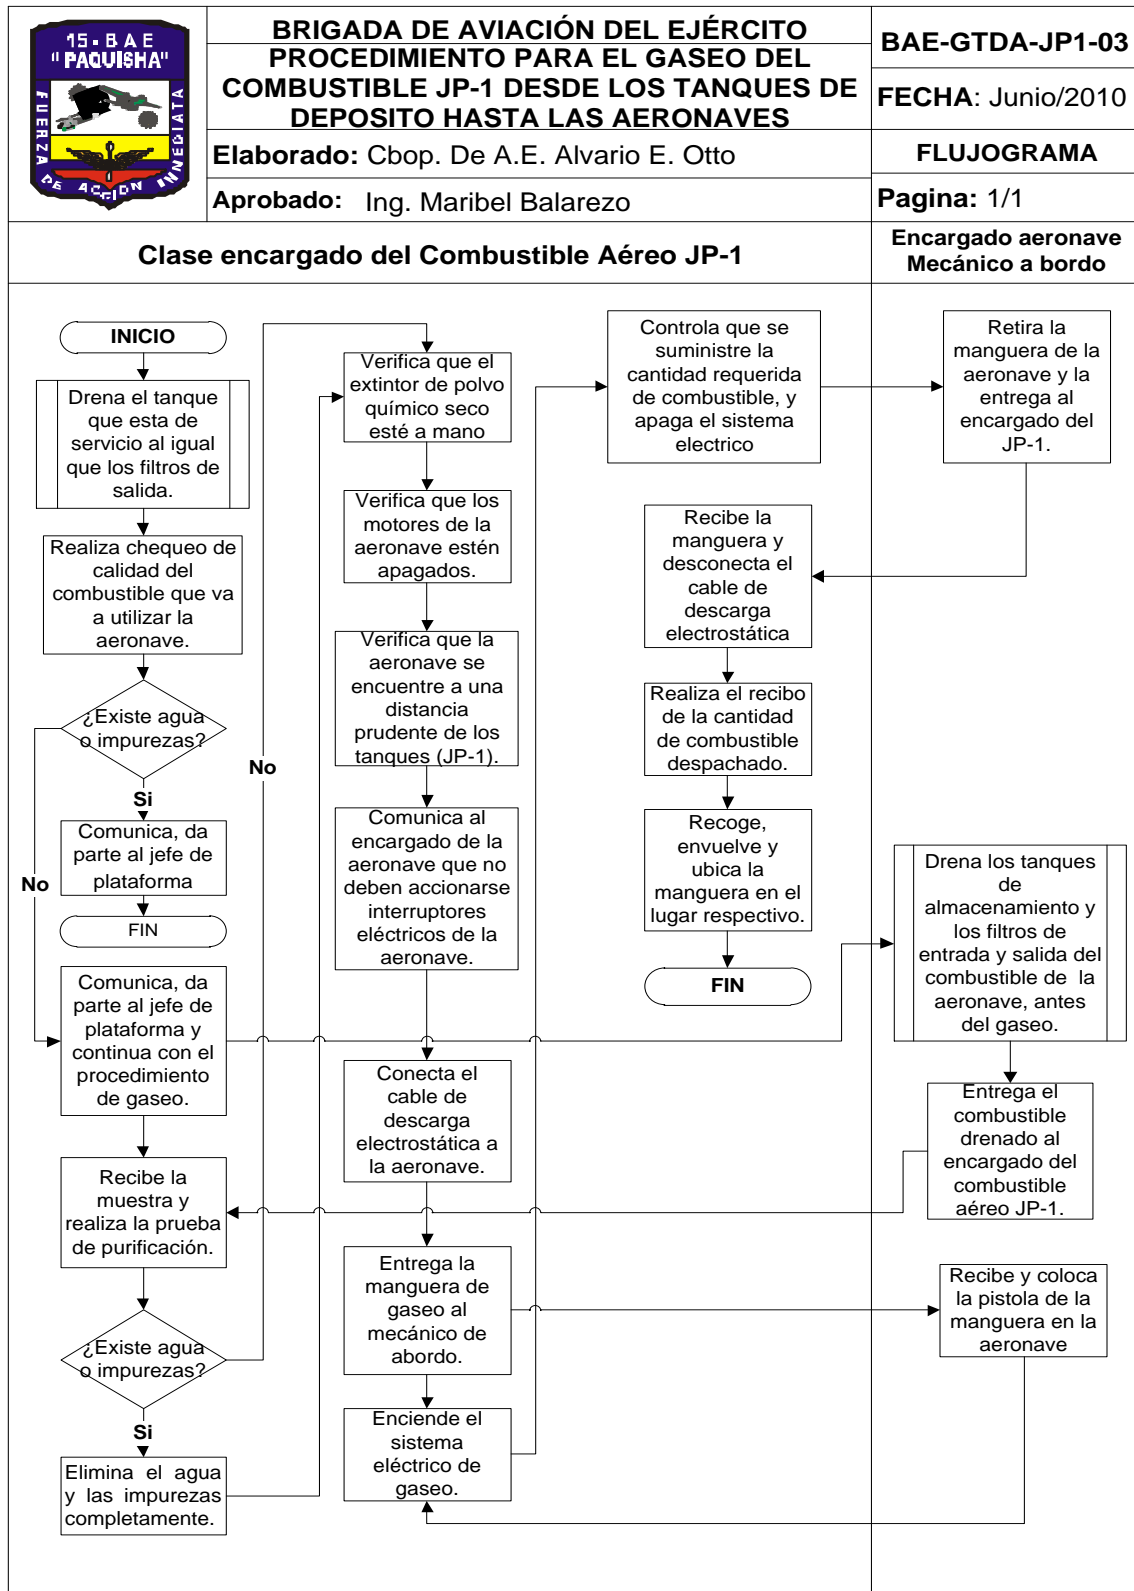 15 - B A E
" PAQUISHA"
FUERZA DE ACCION INMEDIATA
BRIGADA DE AVIACIÓN DEL EJÉRCITO
PROCEDIMIENTO PARA EL GASEO DEL
COMBUSTIBLE JP-1 DESDE LOS TANQUES DE
DEPOSITO HASTA LAS AERONAVES
Elaborado: Cbop. De A.E. Alvario E. Otto
Aprobado: Ing. Maribel Balarezo
BAE-GTDA-JP1-03
FECHA: Junio/2010
FLUJOGRAMA
Pagina: 1/1
Clase encargado del Combustible Aéreo JP-1
Encargado aeronave
Mecánico a bordo
INICIO
Drena el tanque
que esta de
servicio al igual
que los filtros de
salida.
Realiza chequeo de
calidad del
combustible que va
a utilizar la
aeronave.
¿Existe agua
o impurezas?
Si
No
Comunica, da
parte al jefe de
plataforma
FIN
Comunica, da
parte al jefe de
plataforma y
continua con el
procedimiento
de gaseo.
Recibe la
muestra y
realiza la prueba
de purificación.
¿Existe agua
o impurezas?
Si
No
Elimina el agua
y las impurezas
completamente.
Verifica que el
extintor de polvo
químico seco
esté a mano
Verifica que los
motores de la
aeronave estén
apagados.
Verifica que la
aeronave se
encuentre a una
distancia
prudente de los
tanques (JP-1).
Comunica al
encargado de la
aeronave que no
deben accionarse
interruptores
eléctricos de la
aeronave.
Conecta el
cable de
descarga
electrostática a
la aeronave.
Entrega la
manguera de
gaseo al
mecánico de
abordo.
Enciende el
sistema
eléctrico de
gaseo.
Controla que se
suministre la
cantidad requerida
de combustible, y
apaga el sistema
electrico
Recibe la
manguera y
desconecta el
cable de
descarga
electrostática
Realiza el recibo
de la cantidad
de combustible
despachado.
Recoge,
envuelve y
ubica la
manguera en el
lugar respectivo.
FIN
Retira la
manguera de la
aeronave y la
entrega al
encargado del
JP-1.
Drena los tanques
de
almacenamiento y
los filtros de
entrada y salida del
combustible de la
aeronave, antes
del gaseo.
Entrega el
combustible
drenado al
encargado del
combustible
aéreo JP-1.
Recibe y coloca
la pistola de la
manguera en la
aeronave